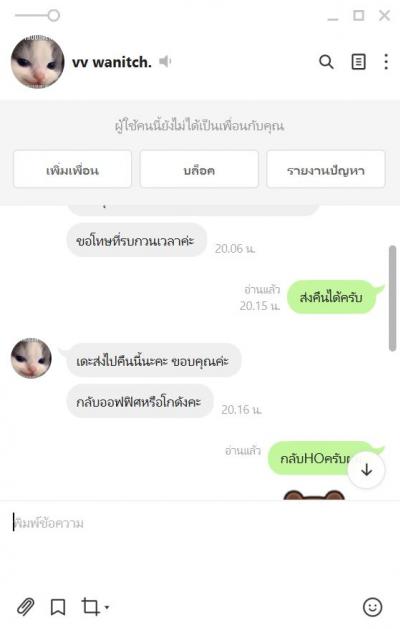 vv wanitch.
ผู้ใช้คนนี้ยังไม่ได้เป็นเพื่อนกับคุณ
เพิ่มเพื่อน
บล็อค
รายงานปัญหา
ขอโทษที่รบกวนเวลาค่ะ
20.06 น.
อ่านแล้ว
20.15 น.
ส่งคืนได้ครับ
เดะส่งไปคืนนี้นะคะ ขอบคุณค่ะ
กลับออฟฟิศหรือโกดังคะ
20.16 น.
อ่านแล้ว
กลับHOครับ
พิมพ์ข้อความ